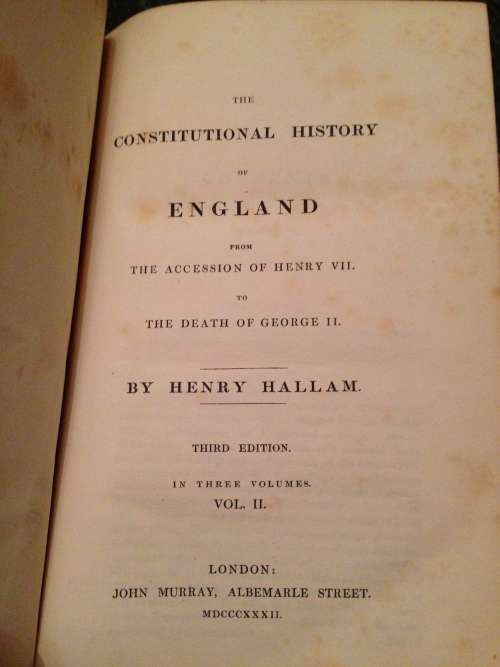 THE
CONSTITUTIONAL HISTORY
OF
ENGLAND
FROM
THE ACCESSION OF HENRY VII.
TO
THE DEATH OF GEORGE II.
BY HENRY HALLAM.
THIRD EDITION.
IN THREE VOLUMES.
VOL. II.
LONDON:
JOHN MURRAY, ALBEMARLE STREET.
MDCCCXXXII.